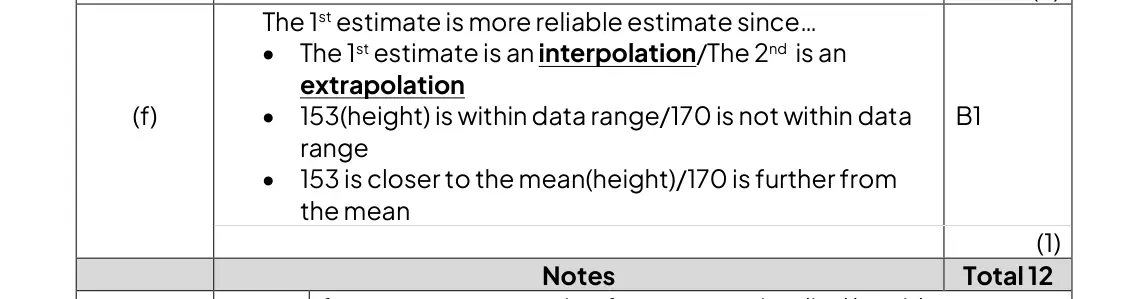 The 1st estimate is more reliable estimate since...
• The 1st estimate is an interpolation/The 2nd is an
extrapolation
(f)
• 153(height) is within data range/170 is not within data
B1
range
• 153 is closer to the mean(height)/170 is further from
the mean
(1)
Notes
Total 12